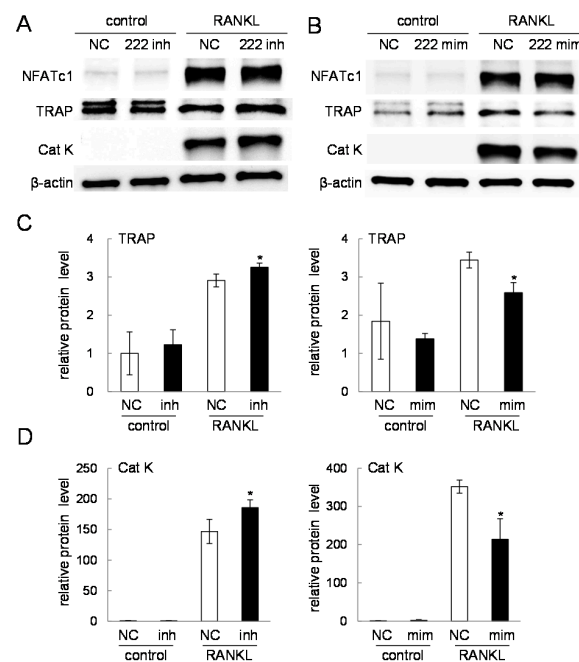 A
control RANKL
NC 222 inh NC 222 inh
NFATc1
TRAP
Cat K
β-actin
B
control RANKL
NC 222 mim NC 222 mim
NFATc1
TRAP
Cat K
β-actin
C
TRAP
relative protein level
4
3
2
1
0
*
NC inh NC inh
control RANKL
TRAP
relative protein level
4
3
2
1
0
*
NC mim NC mim
control RANKL
D
Cat K
relative protein level
250
200
150
100
50
0
*
NC inh NC inh
control RANKL
Cat K
relative protein level
400
300
200
100
0
*
NC mim NC mim
control RANKL